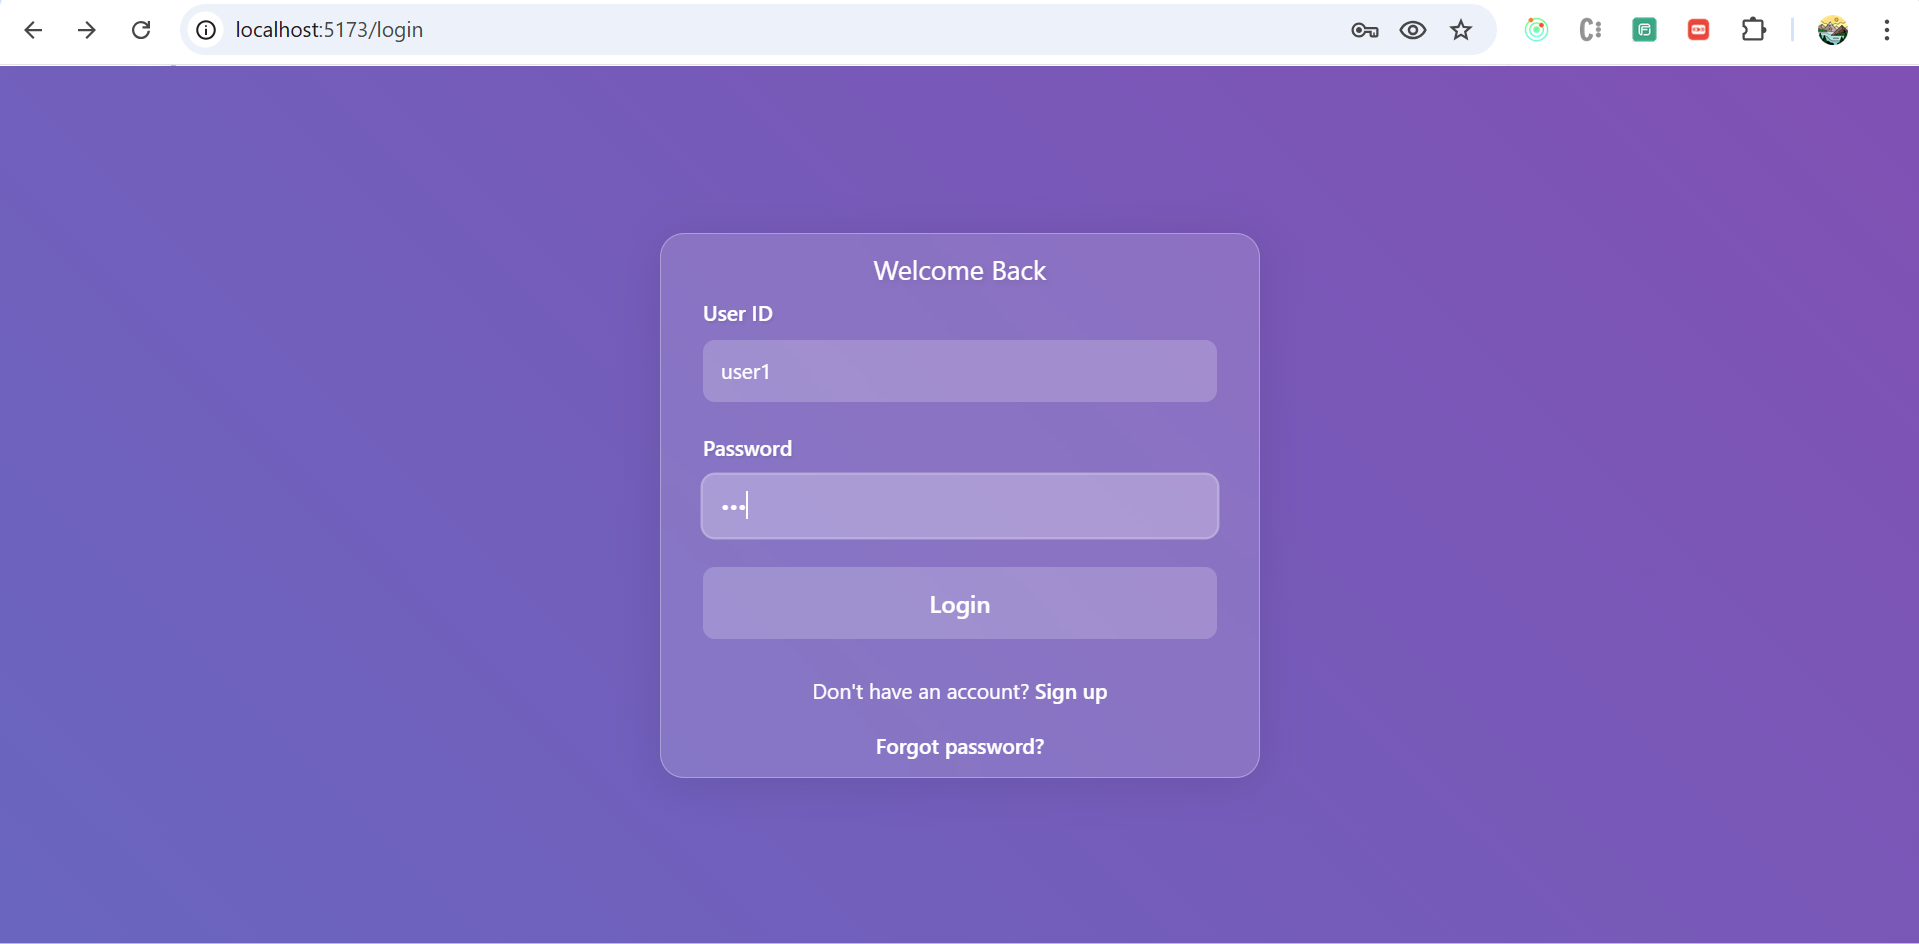 localhost:5173/login
Welcome Back
User ID
user1
Password
•••
Login
Don't have an account? Sign up
Forgot password?